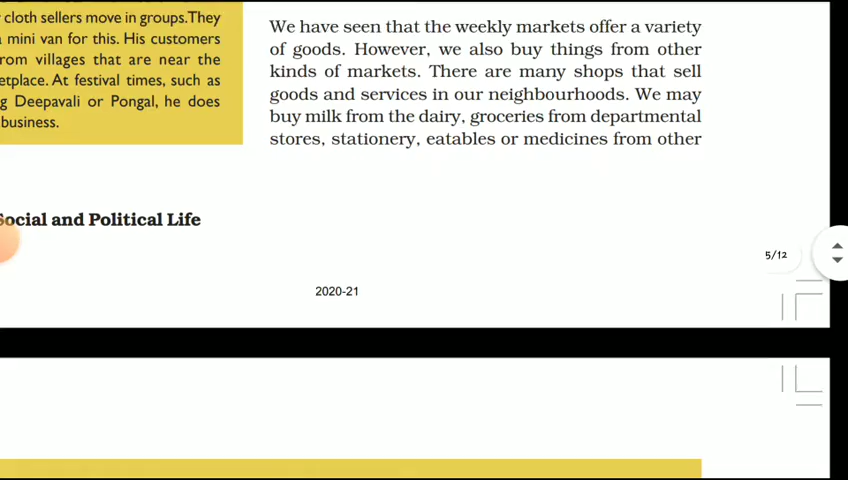 cloth sellers move in groups. They
a mini van for this. His customers
rom villages that are near the
etplace. At festival times, such as
g Deepavali or Pongal, he does
business.
We have seen that the weekly markets offer a variety
of goods. However, we also buy things from other
kinds of markets. There are many shops that sell
goods and services in our neighbourhoods. We may
buy milk from the dairy, groceries from departmental
stores, stationery, eatables or medicines from other
Social and Political Life
5/12
2020-21